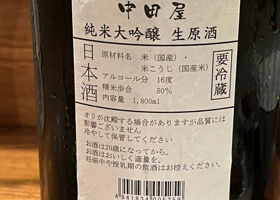 中田屋
純米大吟醸 生原酒
日本酒
原材料名 米（国産）・
米こうじ（国産米）
アルコール分 16度
精米歩合 50%
内容量 1,800ml
要冷蔵
オリが沈殿する場合がありますが品質には
影響ございません
冷やして保管してください
お酒は20歳になってから。
お酒はおいしく適量を。
妊娠中や授乳期の飲酒はお控えください。